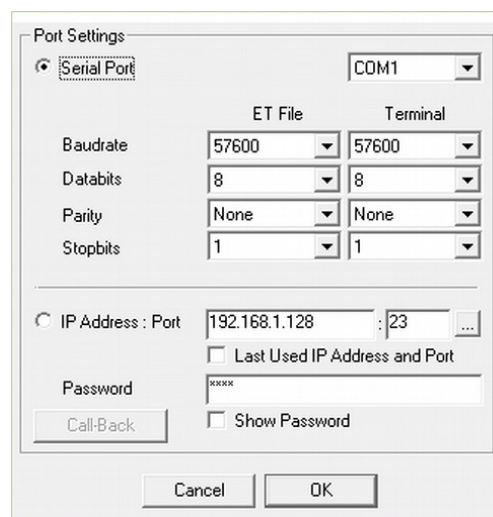 Port Settings
Serial Port COM1
ET File Terminal
Baudrate 57600 57600
Databits 8 8
Parity None None
Stopbits 1 1
IP Address : Port 192.168.1.128 : 23 ...
Last Used IP Address and Port
Password ****
Call-Back Show Password
Cancel OK